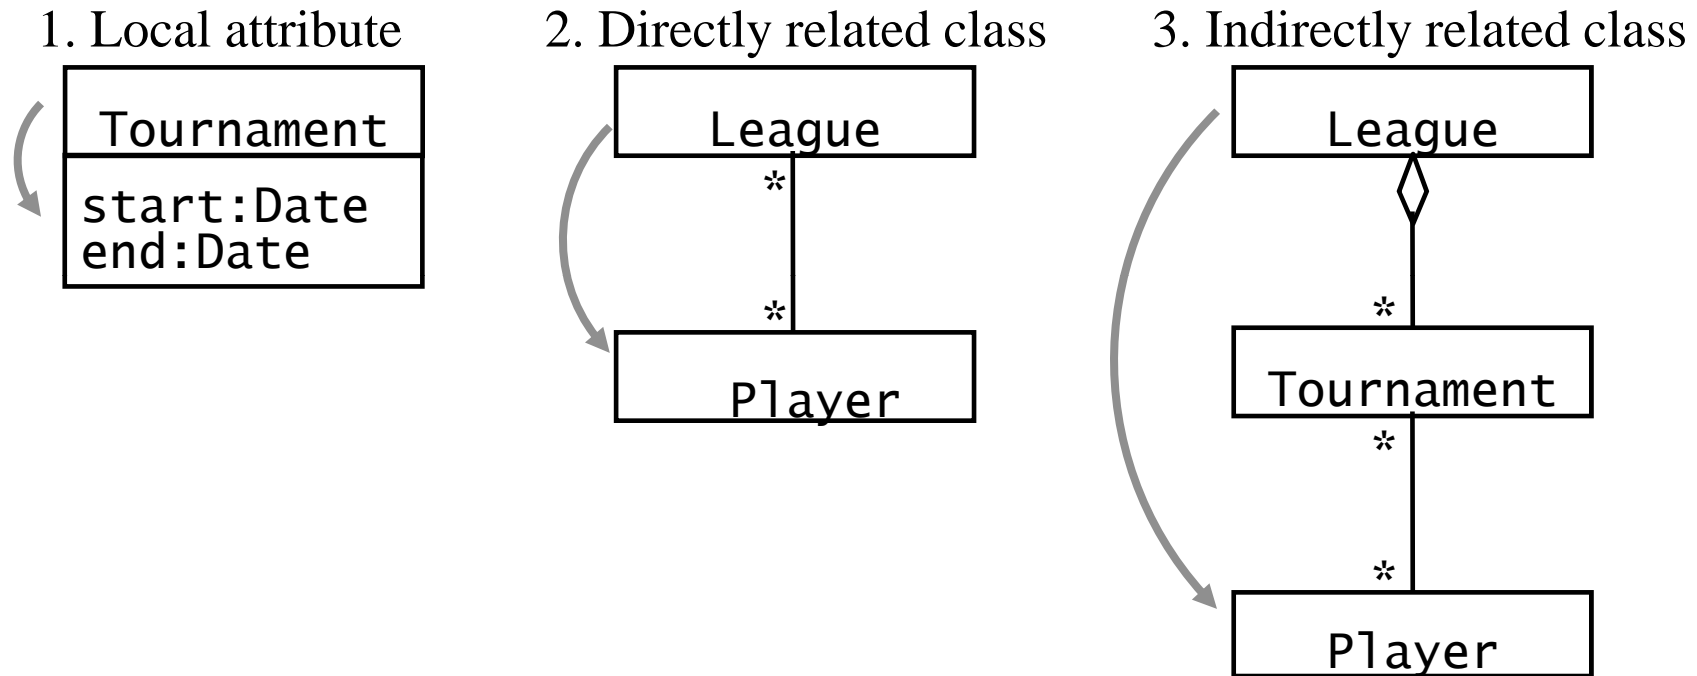 1. Local attribute
Tournament
start:Date
end:Date
2. Directly related class
League
*
*
Player
3. Indirectly related class
League
*
Tournament
*
*
Player